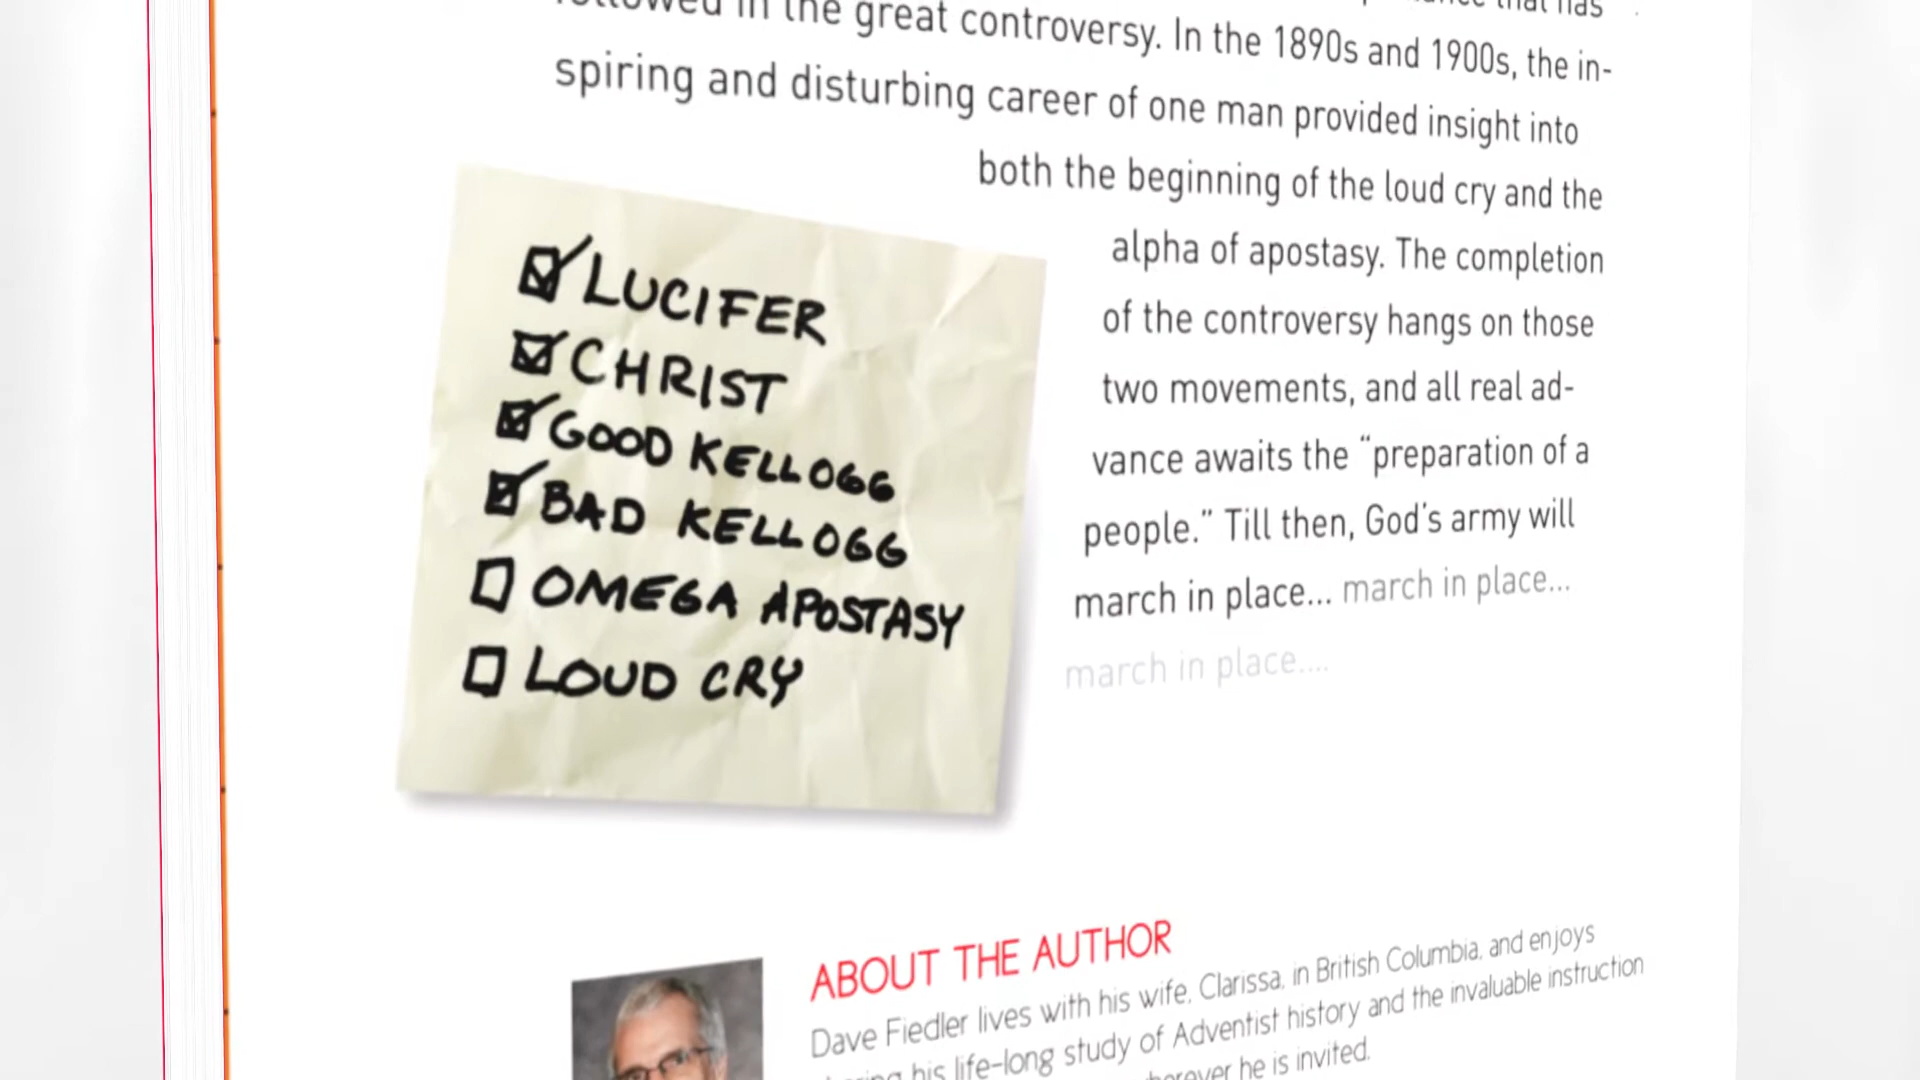 followed in the great controversy. In the 1890s and 1900s, the in-
spiring and disturbing career of one man provided insight into
both the beginning of the loud cry and the
alpha of apostasy. The completion
of the controversy hangs on those
two movements, and all real ad-
vance awaits the “preparation of a
people.” Till then, God’s army will
march in place... march in place...
march in place....
LUCIFER
CHRIST
GOOD KELLOGG
BAD KELLOGG
OMEGA APOSTASY
LOUD CRY
ABOUT THE AUTHOR
Dave Fiedler lives with his wife, Clarissa, in British Columbia, and enjoys
his life-long study of Adventist history and the invaluable instruction
he is invited.